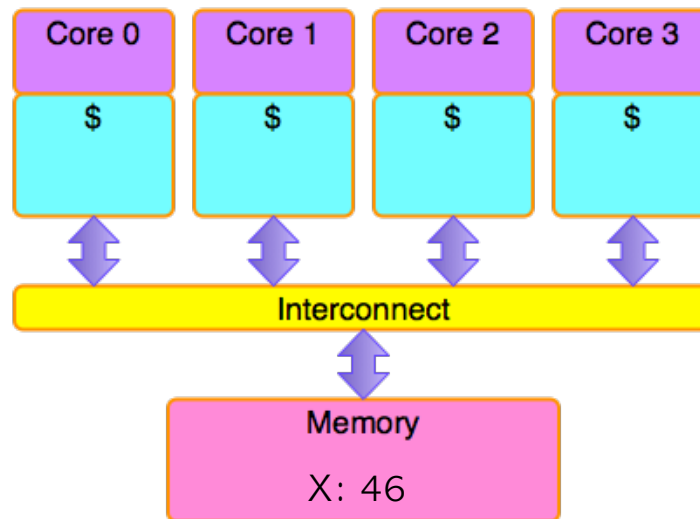 Core 0
Core 1
Core 2
Core 3
$
$
$
$
Interconnect
Memory
X: 46